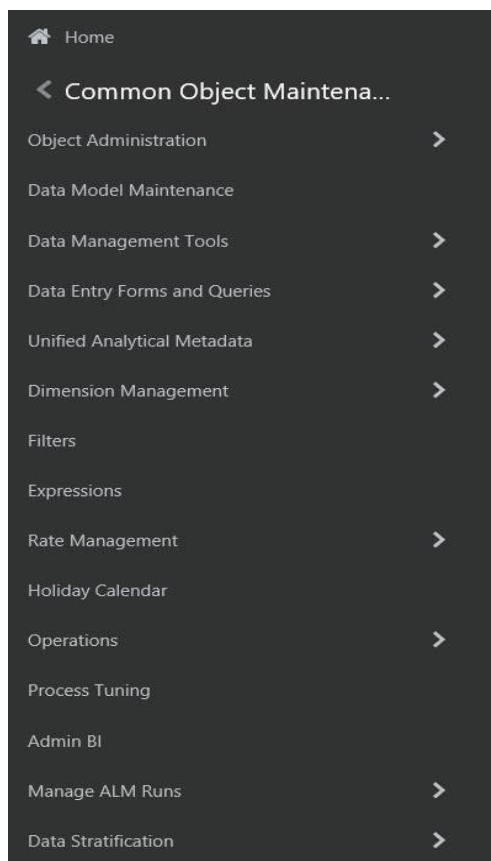 Home
Common Object Maintena...
Object Administration
Data Model Maintenance
Data Management Tools
Data Entry Forms and Queries
Unified Analytical Metadata
Dimension Management
Filters
Expressions
Rate Management
Holiday Calendar
Operations
Process Tuning
Admin BI
Manage ALM Runs
Data Stratification